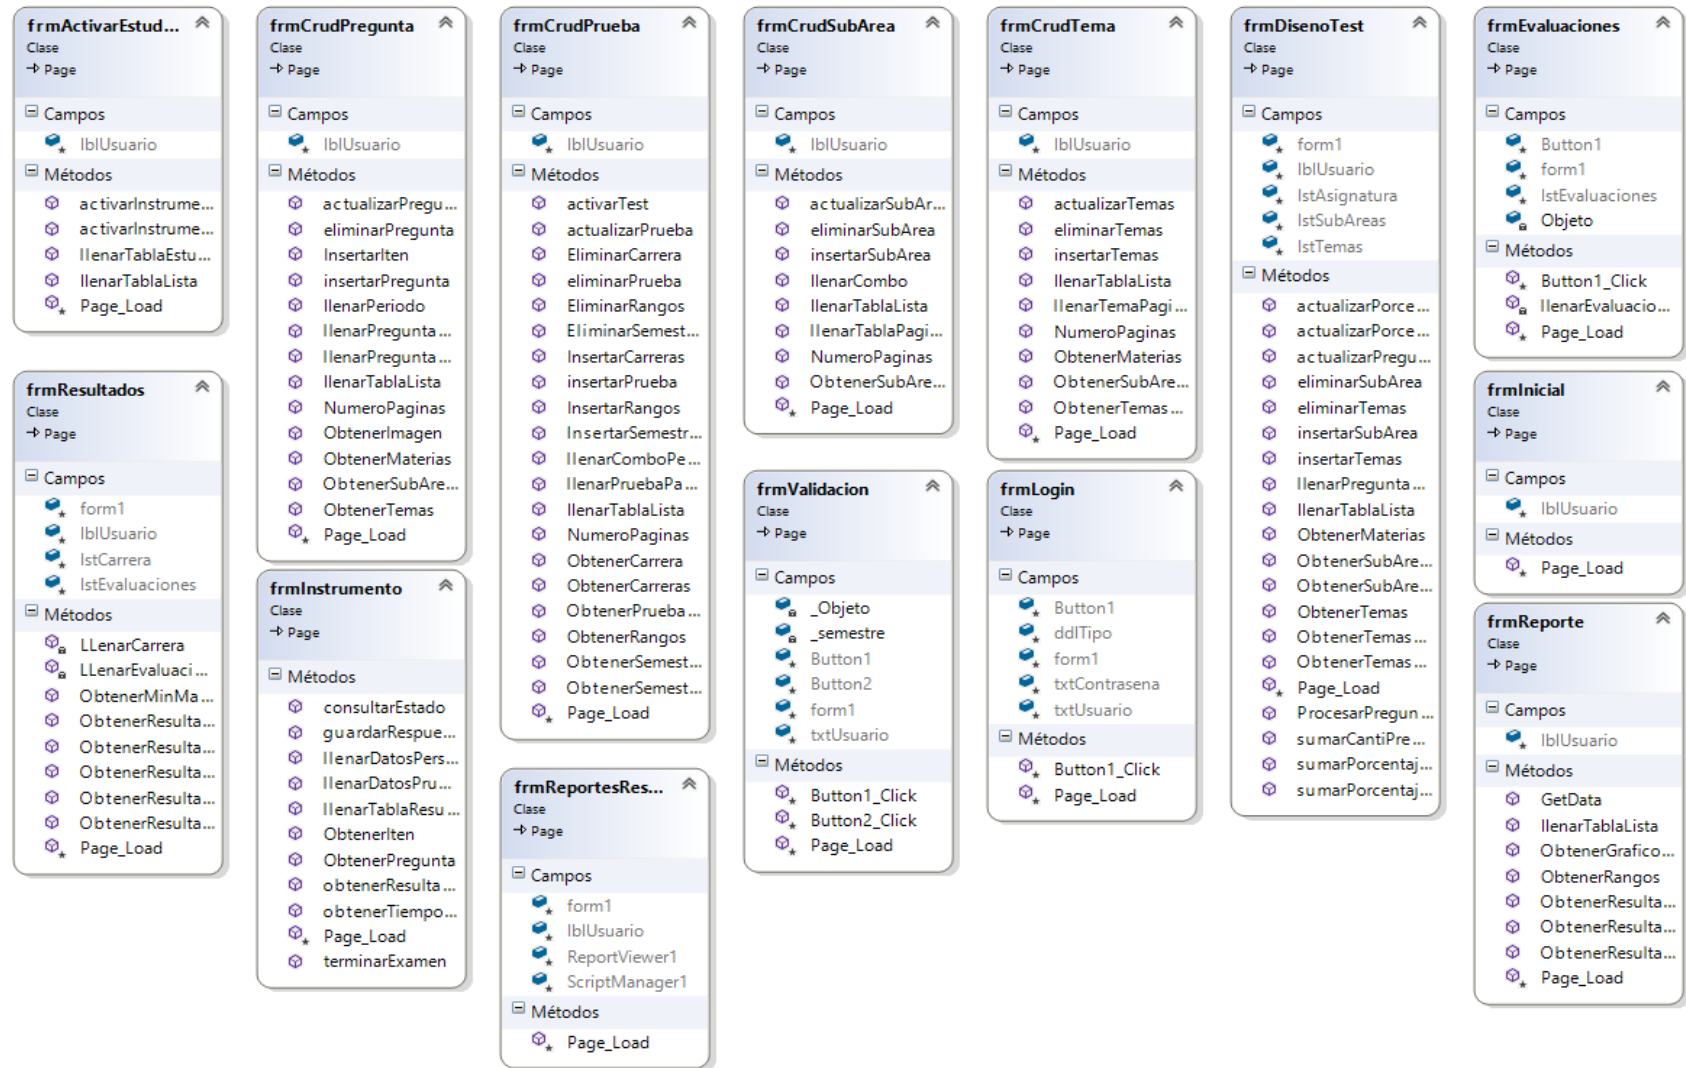 frmActivarEstud...
Clase
Page
Campos
lblUsuario
Métodos
activarInstrume...
activarInstrume...
llenarTablaEstu...
llenarTablaLista
Page_Load
frmResultados
Clase
Page
Campos
form1
lblUsuario
lstCarrera
lstEvaluaciones
Métodos
LLenarCarrera
LLenarEvaluaci...
ObtenerMinMa...
ObtenerResulta...
ObtenerResulta...
ObtenerResulta...
ObtenerResulta...
ObtenerResulta...
Page_Load
frmCrudPregunta
Clase
Page
Campos
lblUsuario
Métodos
actualizarPregu...
eliminarPregunta
InsertarIten
insertarPregunta
llenarPeriodo
llenarPregunta...
llenarPregunta...
llenarTablaLista
NumeroPaginas
ObtenerImagen
ObtenerMaterias
ObtenerSubAre...
ObtenerTemas
Page_Load
frmInstrumento
Clase
Page
Métodos
consultarEstado
guardarRespue...
llenarDatosPers...
llenarDatosPru...
llenarTablaResu...
ObtenerIten
ObtenerPregunta
obtenerResulta...
obtenerTiempo...
Page_Load
terminarExamen
frmCrudPrueba
Clase
Page
Campos
lblUsuario
Métodos
activarTest
actualizarPrueba
EliminarCarrera
eliminarPrueba
EliminarRangos
EliminarSemest...
InsertarCarreras
insertarPrueba
InsertarRangos
InsertarSemestr...
llenarComboPe...
llenarPruebaPa...
llenarTablaLista
NumeroPaginas
ObtenerCarrera
ObtenerCarreras
ObtenerPrueba...
ObtenerRangos
ObtenerSemest...
ObtenerSemest...
Page_Load
frmReportesRes...
Clase
Page
Campos
form1
lblUsuario
ReportViewer1
ScriptManager1
Métodos
Page_Load
frmCrudSubArea
Clase
Page
Campos
lblUsuario
Métodos
actualizarSubAr...
eliminarSubArea
insertarSubArea
llenarCombo
llenarTablaLista
llenarTablaPagi...
NumeroPaginas
ObtenerSubAre...
Page_Load
frmValidacion
Clase
Page
Campos
_Objeto
_semestre
Button1
Button2
form1
txtUsuario
Métodos
Button1_Click
Button2_Click
Page_Load
frmCrudTema
Clase
Page
Campos
lblUsuario
Métodos
actualizarTemas
eliminarTemas
insertarTemas
llenarTablaLista
llenarTemaPagi...
NumeroPaginas
ObtenerMaterias
ObtenerSubAre...
ObtenerTemas...
Page_Load
frmLogin
Clase
Page
Campos
Button1
ddlTipo
form1
txtContrasena
txtUsuario
Métodos
Button1_Click
Page_Load
frmDisenoTest
Clase
Page
Campos
form1
lblUsuario
lstAsignatura
lstSubAreas
lstTemas
Métodos
actualizarPorce...
actualizarPorce...
actualizarPregu...
eliminarSubArea
eliminarTemas
insertarSubArea
insertarTemas
llenarPregunta...
llenarTablaLista
ObtenerMaterias
ObtenerSubAre...
ObtenerSubAre...
ObtenerTemas
ObtenerTemas...
ObtenerTemas...
Page_Load
ProcesarPregun...
sumarCantiPre...
sumarPorcentaj...
sumarPorcentaj...
frmEvaluaciones
Clase
Page
Campos
Button1
form1
lstEvaluaciones
Objeto
Métodos
Button1_Click
llenarEvaluacio...
Page_Load
frmInicial
Clase
Page
Campos
lblUsuario
Métodos
Page_Load
frmReporte
Clase
Page
Campos
lblUsuario
Métodos
GetData
llenarTablaLista
ObtenerGrafico...
ObtenerRangos
ObtenerResulta...
ObtenerResulta...
ObtenerResulta...
Page_Load